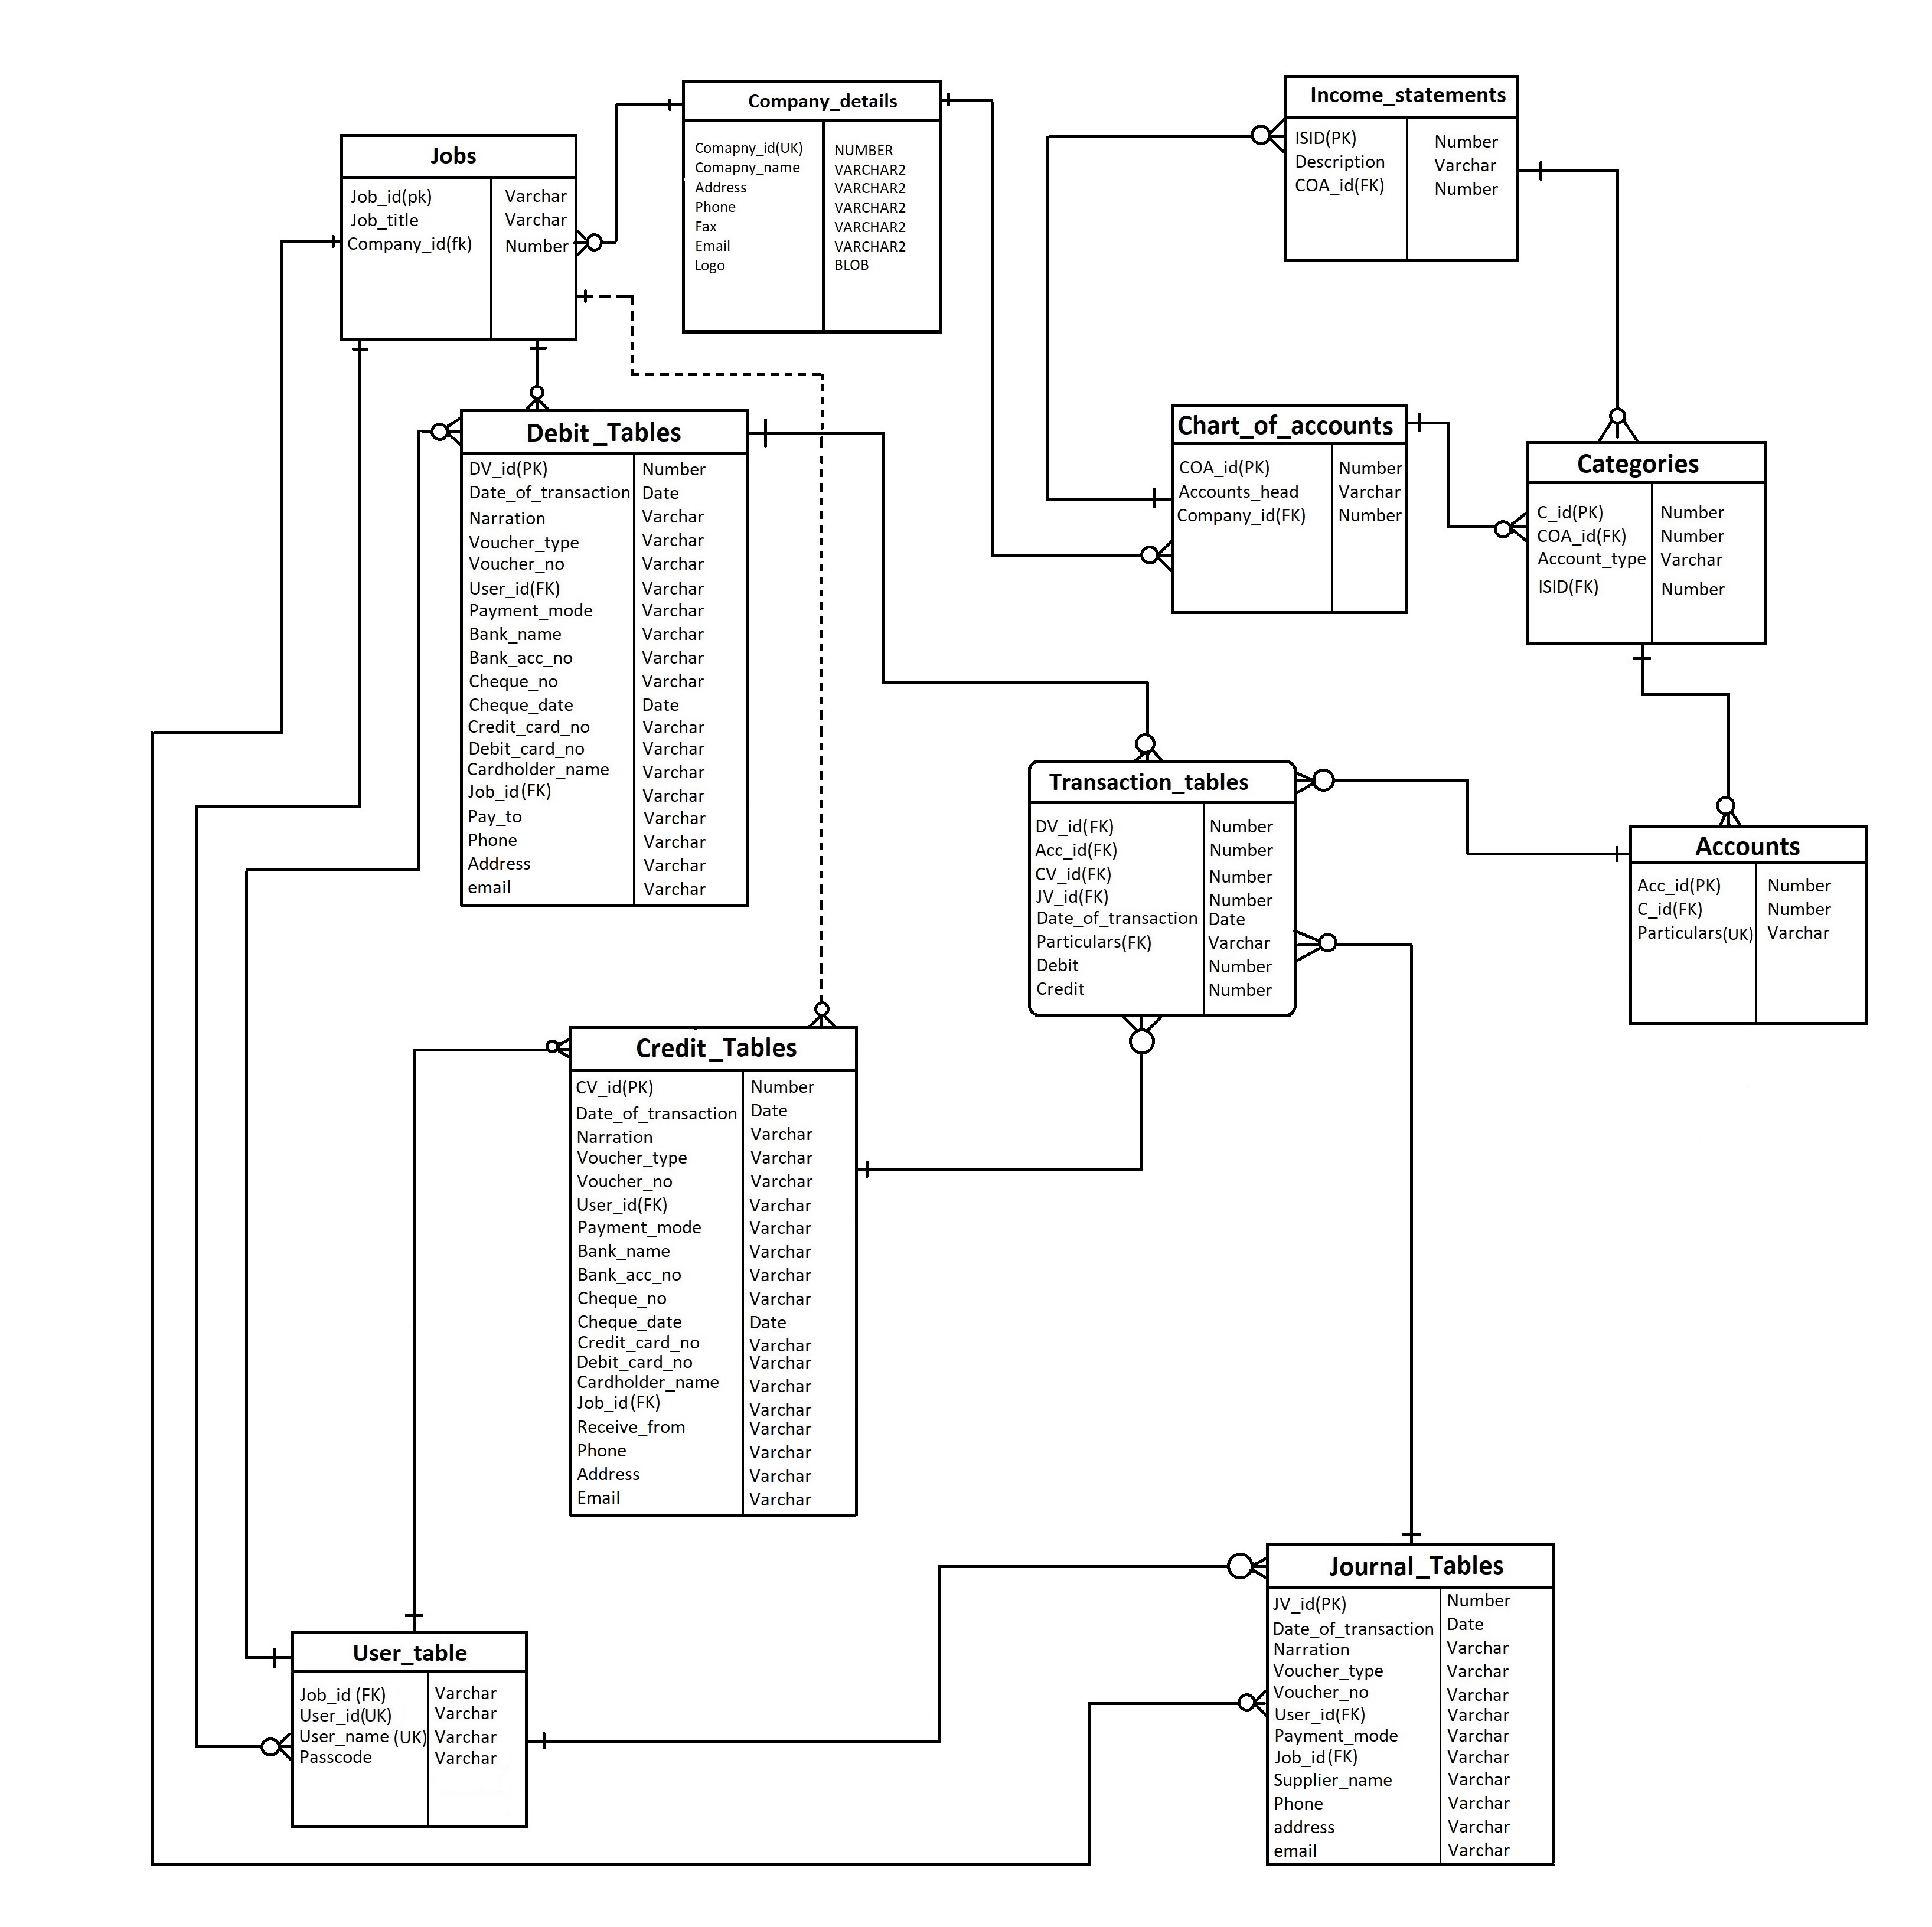 Company_details
Comapny_id(UK) NUMBER
Comapny_name VARCHAR2
Address VARCHAR2
Phone VARCHAR2
Fax VARCHAR2
Email VARCHAR2
Logo BLOB
Income_statements
ISID(PK) Number
Description Varchar
COA_id(FK) Number
Jobs
Job_id(pk) Varchar
Job_title Varchar
Company_id(fk) Number
Debit_Tables
DV_id(PK) Number
Date_of_transaction Date
Narration Varchar
Voucher_type Varchar
Voucher_no Varchar
User_id(FK) Varchar
Payment_mode Varchar
Bank_name Varchar
Bank_acc_no Varchar
Cheque_no Varchar
Cheque_date Date
Credit_card_no Varchar
Debit_card_no Varchar
Cardholder_name Varchar
Job_id(FK) Varchar
Pay_to Varchar
Phone Varchar
Address Varchar
email Varchar
Chart_of_accounts
COA_id(PK) Number
Accounts_head Varchar
Company_id(FK) Number
Categories
C_id(PK) Number
COA_id(FK) Number
Account_type Varchar
ISID(FK) Number
Transaction_tables
DV_id(FK) Number
Acc_id(FK) Number
CV_id(FK) Number
JV_id(FK) Number
Date_of_transaction Date
Particulars(FK) Varchar
Debit Number
Credit Number
Accounts
Acc_id(PK) Number
C_id(FK) Number
Particulars(UK) Varchar
Credit_Tables
CV_id(PK) Number
Date_of_transaction Date
Narration Varchar
Voucher_type Varchar
Voucher_no Varchar
User_id(FK) Varchar
Payment_mode Varchar
Bank_name Varchar
Bank_acc_no Varchar
Cheque_no Varchar
Cheque_date Date
Credit_card_no Varchar
Debit_card_no Varchar
Cardholder_name Varchar
Job_id(FK) Varchar
Receive_from Varchar
Phone Varchar
Address Varchar
Email Varchar
Journal_Tables
JV_id(PK) Number
Date_of_transaction Date
Narration Varchar
Voucher_type Varchar
Voucher_no Varchar
User_id(FK) Varchar
Payment_mode Varchar
Job_id(FK) Varchar
Supplier_name Varchar
Phone Varchar
address Varchar
email Varchar
User_table
Job_id (FK) Varchar
User_id(UK) Varchar
User_name (UK) Varchar
Passcode Varchar